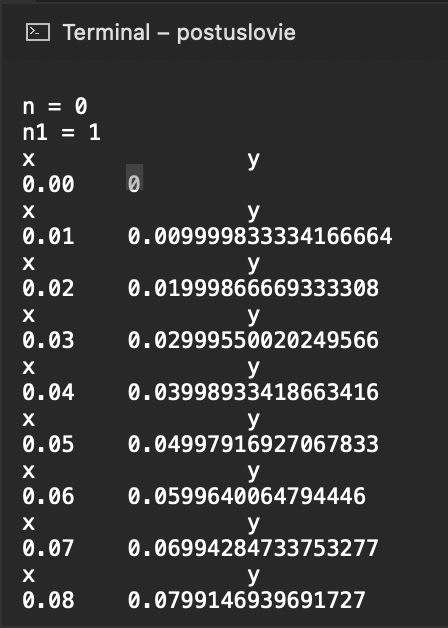 Terminal – postuslovie
n = 0
n1 = 1
x y
0.00 0
x y
0.01 0.009999833334166664
x y
0.02 0.01999866669333308
x y
0.03 0.02999550020249566
x y
0.04 0.03998933418663416
x y
0.05 0.04997916927067833
x y
0.06 0.0599640064794446
x y
0.07 0.06994284733753277
x y
0.08 0.0799146939691727